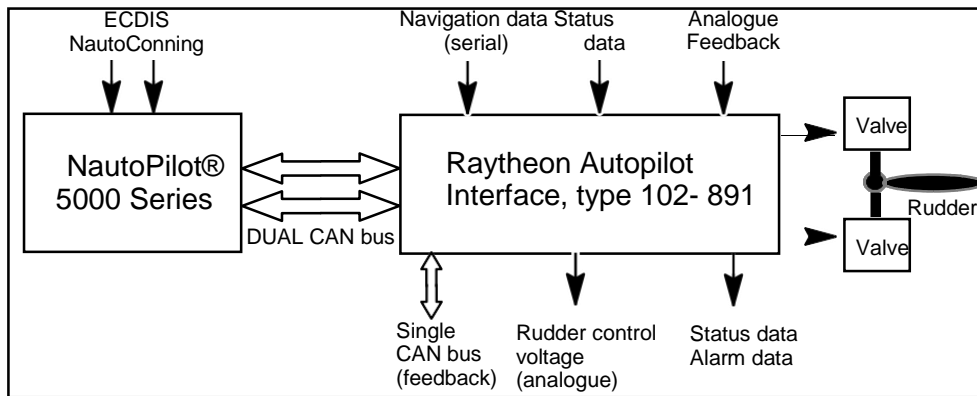 ECDIS
NautoConning
Navigation data Status
(serial) data
Analogue
Feedback
NautoPilot®
5000 Series
DUAL CAN bus
Raytheon Autopilot
Interface, type 102- 891
Valve
Rudder
Valve
Single
CAN bus
(feedback)
Rudder control
voltage
(analogue)
Status data
Alarm data